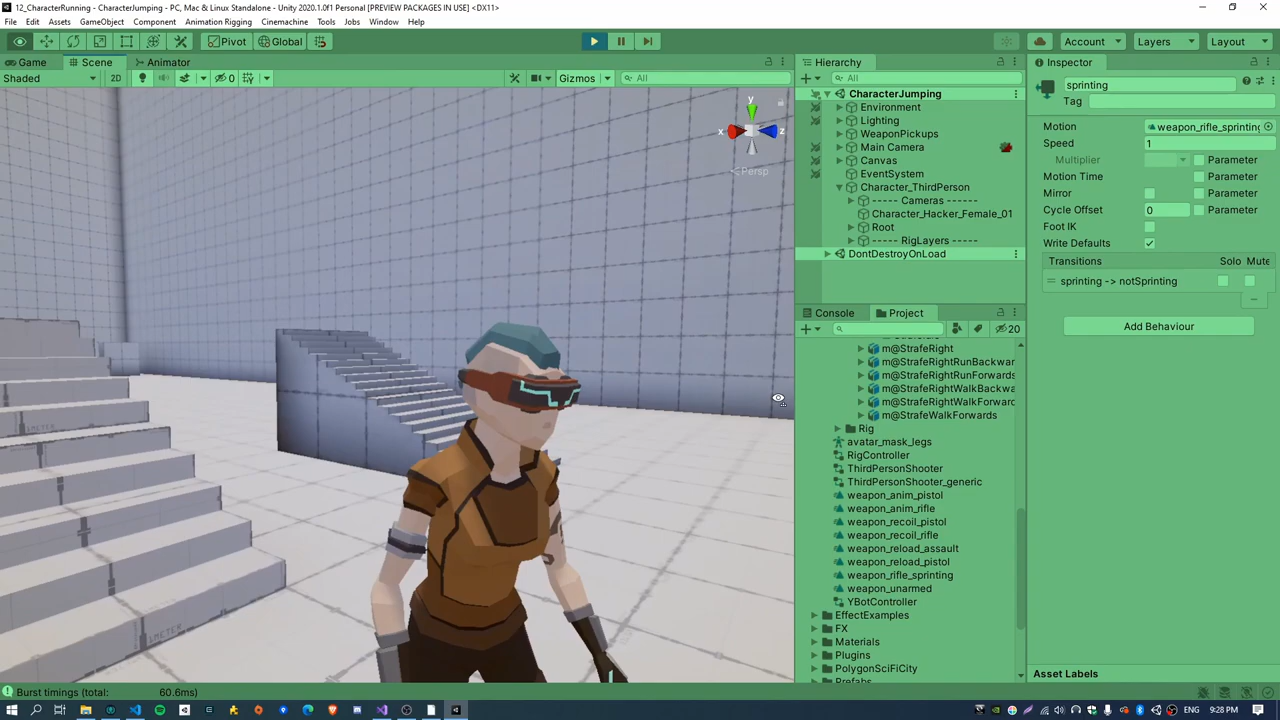 12_CharacterRunning - CharacterJumping - PC, Mac & Linux Standalone - Unity 2020.1.0f1 Personal [PREVIEW PACKAGES IN USE] <DX11>
File Edit Assets GameObject Component Animation Rigging Cinemachine Tools Jobs Window Help
Pivot Global Account Layers Layout
Game Scene Animator
Shaded 2D 0 Gizmos All
y
x
z
Persp
Hierarchy
All
CharacterJumping
Environment
Lighting
WeaponPickups
Main Camera
Canvas
EventSystem
Character_ThirdPerson
----- Cameras ------
Character_Hacker_Female_01
Root
----- RigLayers -----
DontDestroyOnLoad
Console Project
20
m@StrafeRight
m@StrafeRightRunBackwar
m@StrafeRightRunForwards
m@StrafeRightWalkBackwa
m@StrafeRightWalkForward
m@StrafeWalkForwards
Rig
avatar_mask_legs
RigController
ThirdPersonShooter
ThirdPersonShooter_generic
weapon_anim_pistol
weapon_anim_rifle
weapon_recoil_pistol
weapon_recoil_rifle
weapon_reload_assault
weapon_reload_pistol
weapon_rifle_sprinting
weapon_unarmed
YBotController
EffectExamples
FX
Materials
Plugins
PolygonSciFiCity
Prefabs
Inspector
sprinting
Tag
Motion weapon_rifle_sprinting
Speed 1
Multiplier Parameter
Motion Time Parameter
Mirror Parameter
Cycle Offset 0 Parameter
Foot IK
Write Defaults
Transitions Solo Mute
sprinting -> notSprinting
Add Behaviour
Asset Labels
Burst timings (total: 60.6ms)
ENG 9:28 PM